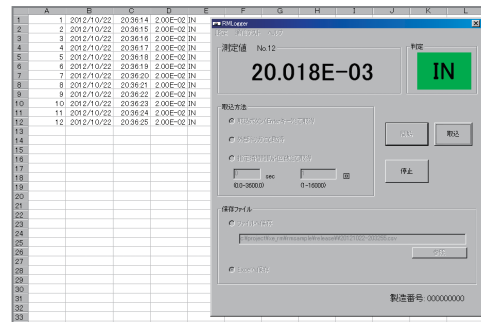 A B C D E F G H I J K L
1 1 2012/10/22 20:36:14 2.00E-02 IN
2 2 2012/10/22 20:36:15 2.00E-02 IN
3 3 2012/10/22 20:36:16 2.00E-02 IN
4 4 2012/10/22 20:36:17 2.00E-02 IN
5 5 2012/10/22 20:36:18 2.00E-02 IN
6 6 2012/10/22 20:36:19 2.00E-02 IN
7 7 2012/10/22 20:36:20 2.00E-02 IN
8 8 2012/10/22 20:36:21 2.00E-02 IN
9 9 2012/10/22 20:36:22 2.00E-02 IN
10 10 2012/10/22 20:36:23 2.00E-02 IN
11 11 2012/10/22 20:36:24 2.00E-02 IN
12 12 2012/10/22 20:36:25 2.00E-02 IN
13
14
15
16
17
18
19
20
21
22
23
24
25
26
27
28
29
30
31
32
33
RMLogger
測定値 No.12
20.018E-03
判定
IN
取込方法
sec 回
(0.0-3600.0) (1-16000)
取込
停止
保存ファイル
製造番号: 000000000